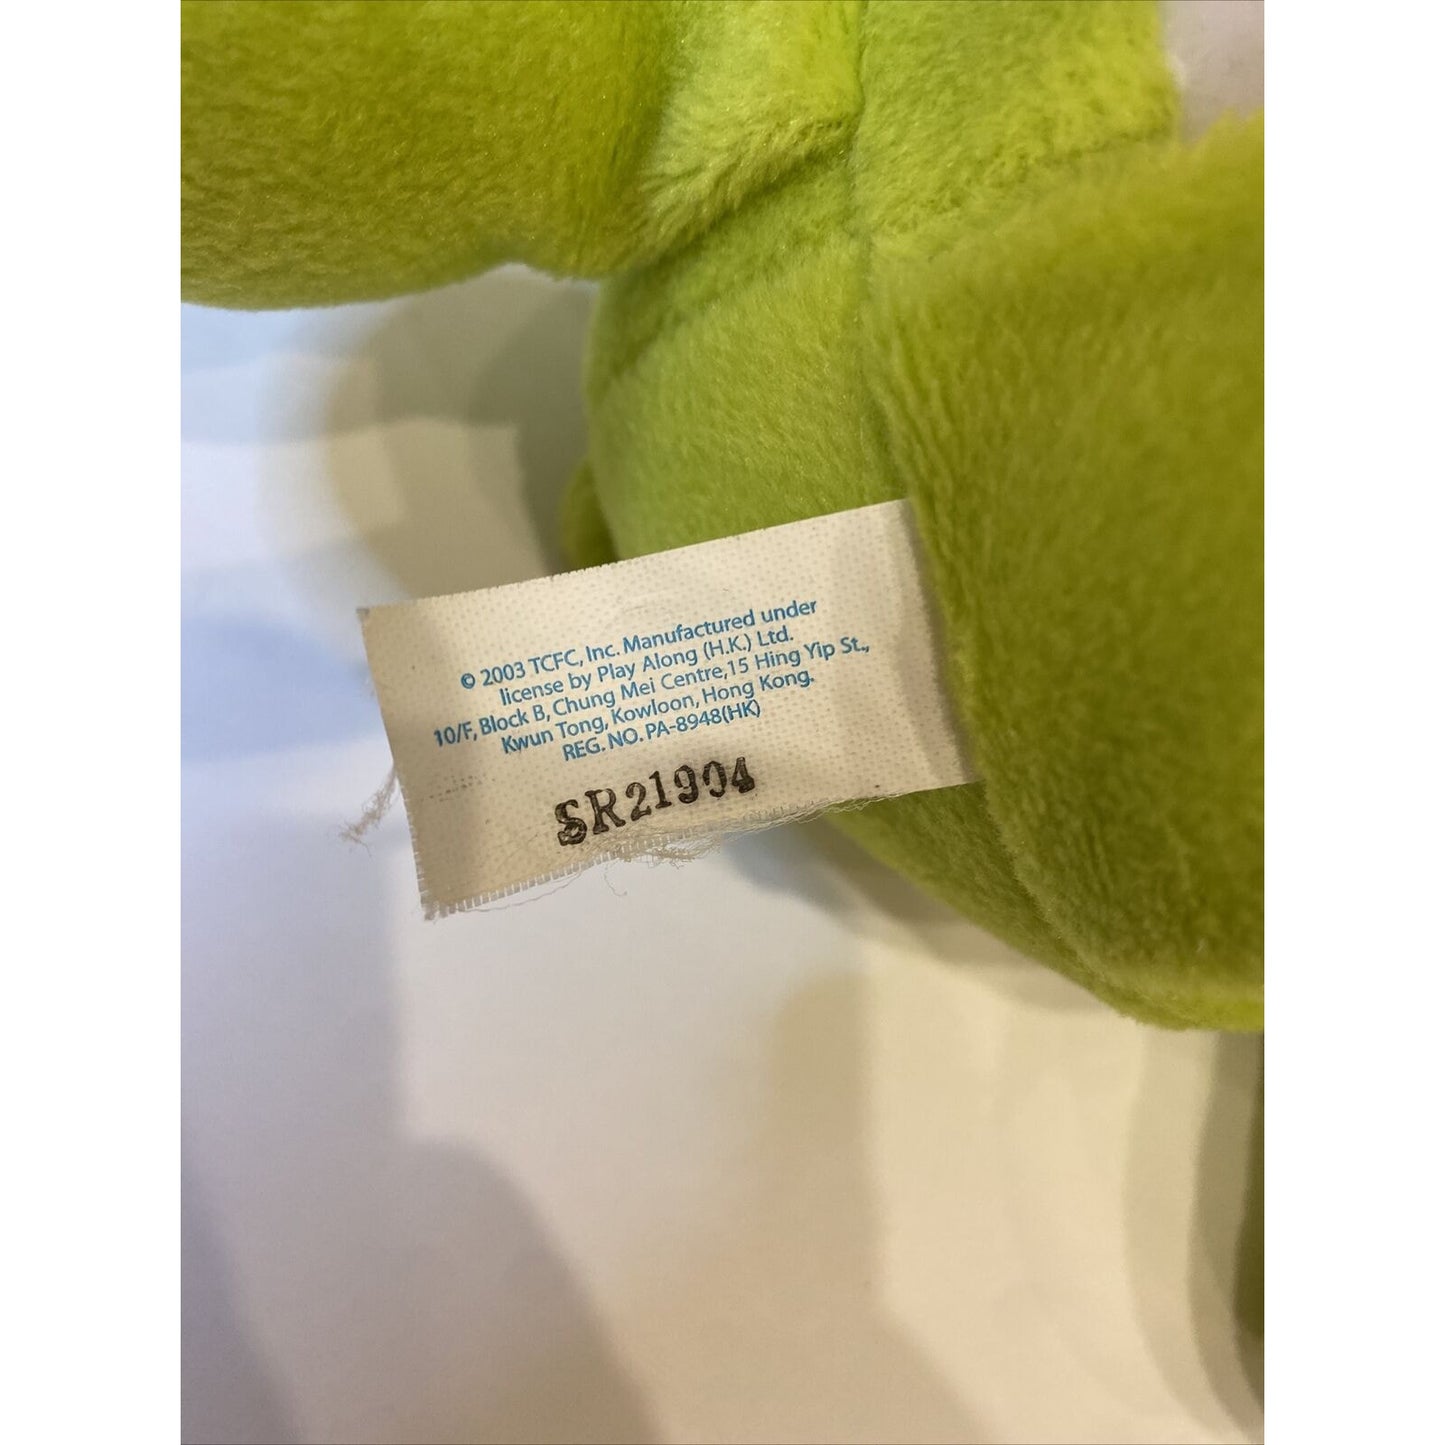 © 2003 TCFC, Inc. Manufactured under
license by Play Along (H.K.) Ltd.
10/F, Block B, Chung Mei Centre,15 Hing Yip St.,
Kwun Tong, Kowloon, Hong Kong.
REG. NO. PA-8948(HK)
SR21904